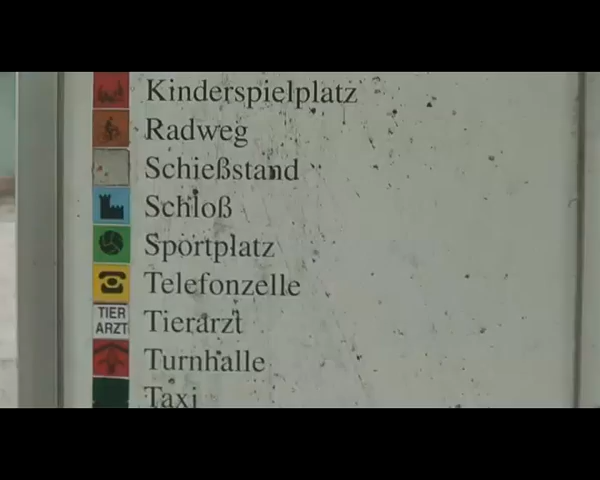 Kinderspielplatz
Radweg
Schießstand
Schloß
Sportplatz
Telefonzelle
TIER
ARZT
Tierarzt
Turnhalle
Taxi